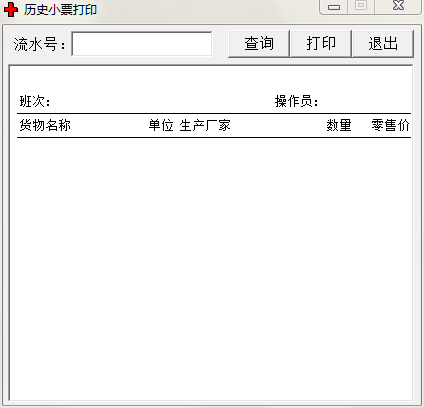 历史小票打印
流水号： 查询 打印 退出
班次： 操作员：
货物名称 单位 生产厂家 数量 零售价